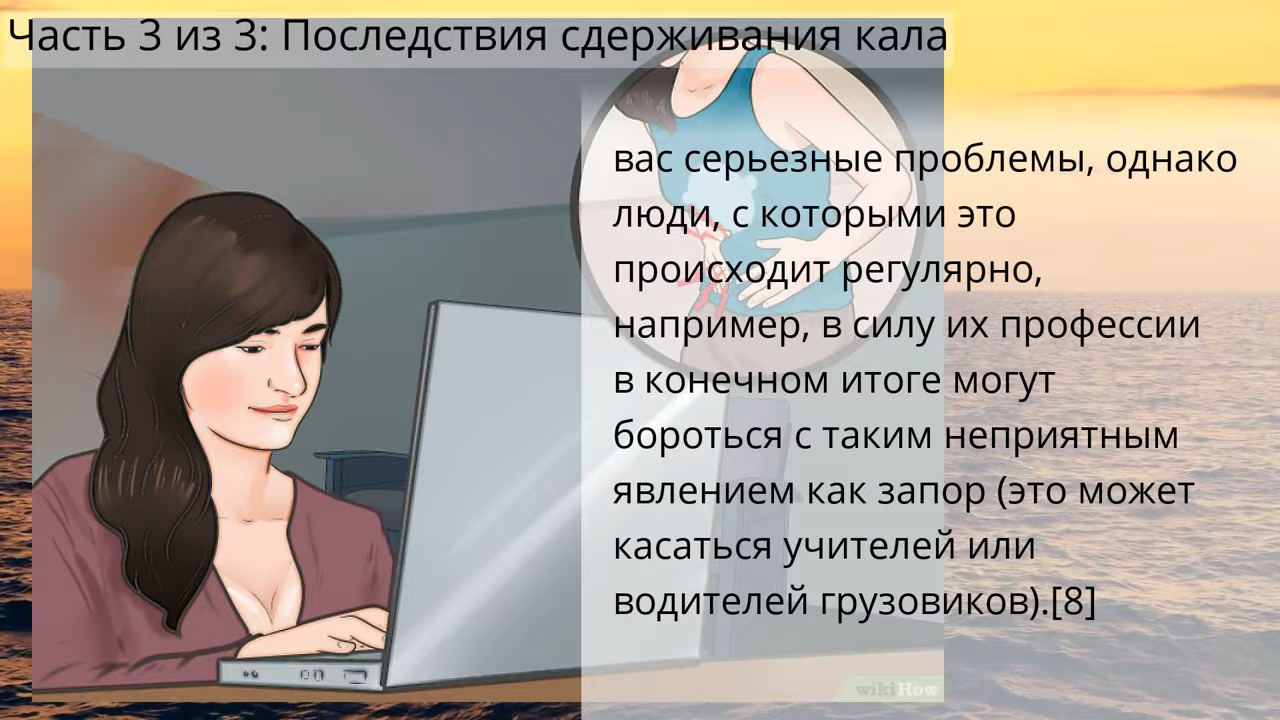 Часть 3 из 3: Последствия сдерживания кала
вас серьезные проблемы, однако
люди, с которыми это
происходит регулярно,
например, в силу их профессии
в конечном итоге могут
бороться с таким неприятным
явлением как запор (это может
касаться учителей или
водителей грузовиков).[8]
wikiHow